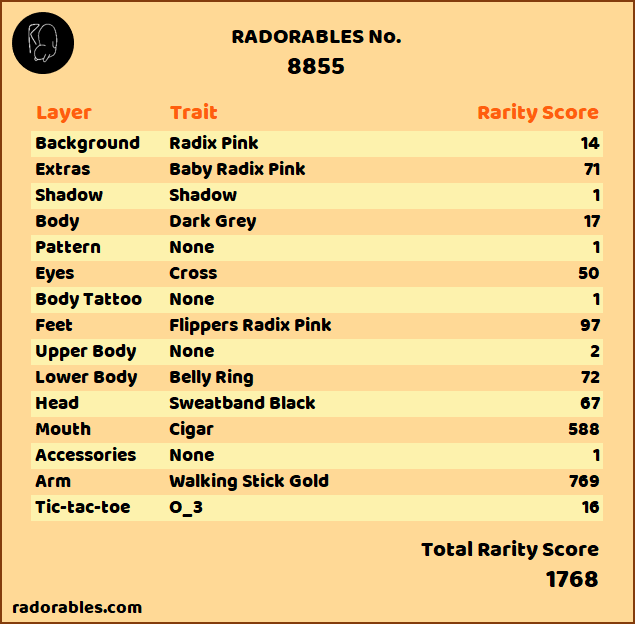 RADORABLES No.
8855
Layer Trait Rarity Score
Background Radix Pink 14
Extras Baby Radix Pink 71
Shadow Shadow 1
Body Dark Grey 17
Pattern None 1
Eyes Cross 50
Body Tattoo None 1
Feet Flippers Radix Pink 97
Upper Body None 2
Lower Body Belly Ring 72
Head Sweatband Black 67
Mouth Cigar 588
Accessories None 1
Arm Walking Stick Gold 769
Tic-tac-toe O_3 16
Total Rarity Score
1768
radorables.com